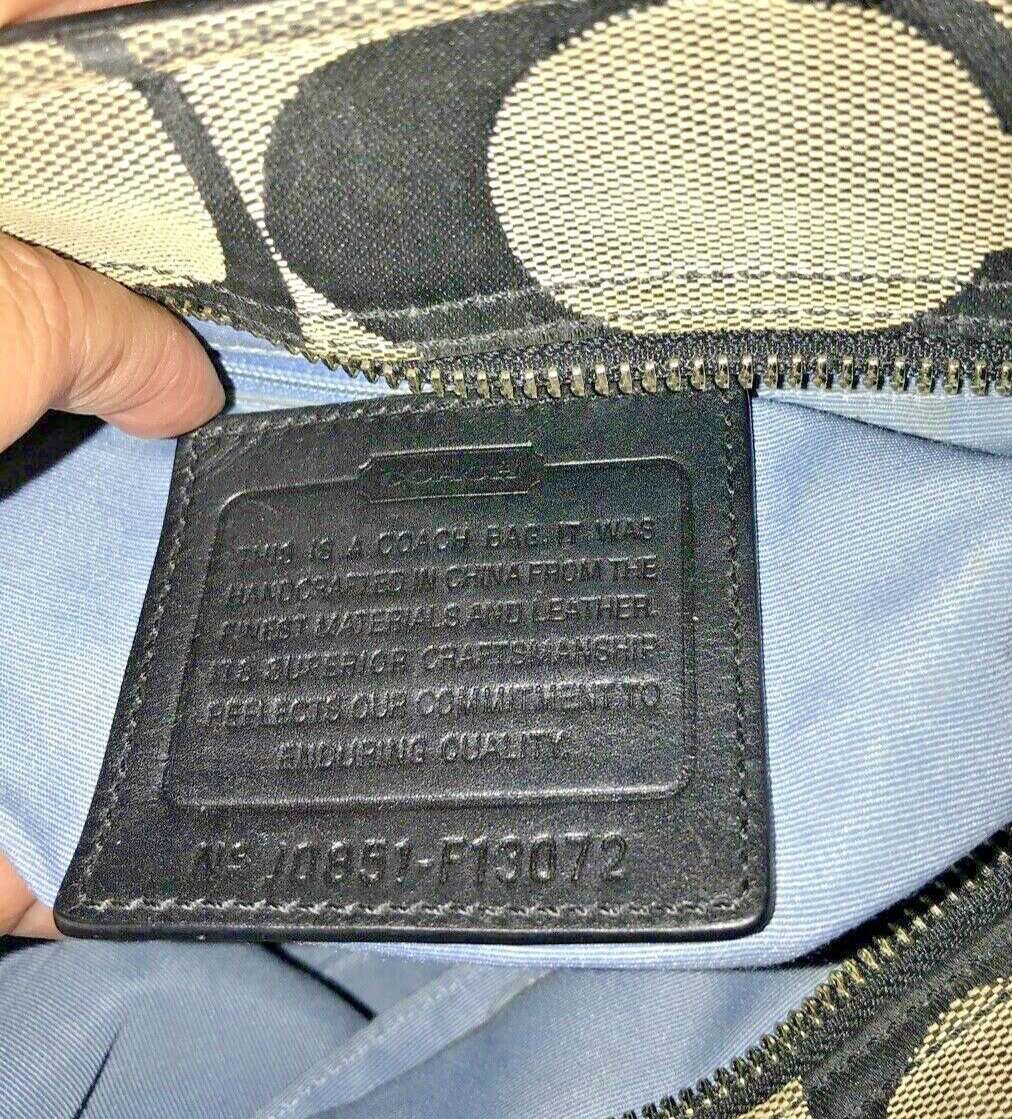 COACH
THIS IS A COACH BAG. IT WAS
HANDCRAFTED IN CHINA FROM THE
FINEST MATERIALS AND LEATHER.
ITS SUPERIOR CRAFTSMANSHIP
REFLECTS OUR COMMITMENT TO
ENDURING QUALITY.
Nº J0851-F13072